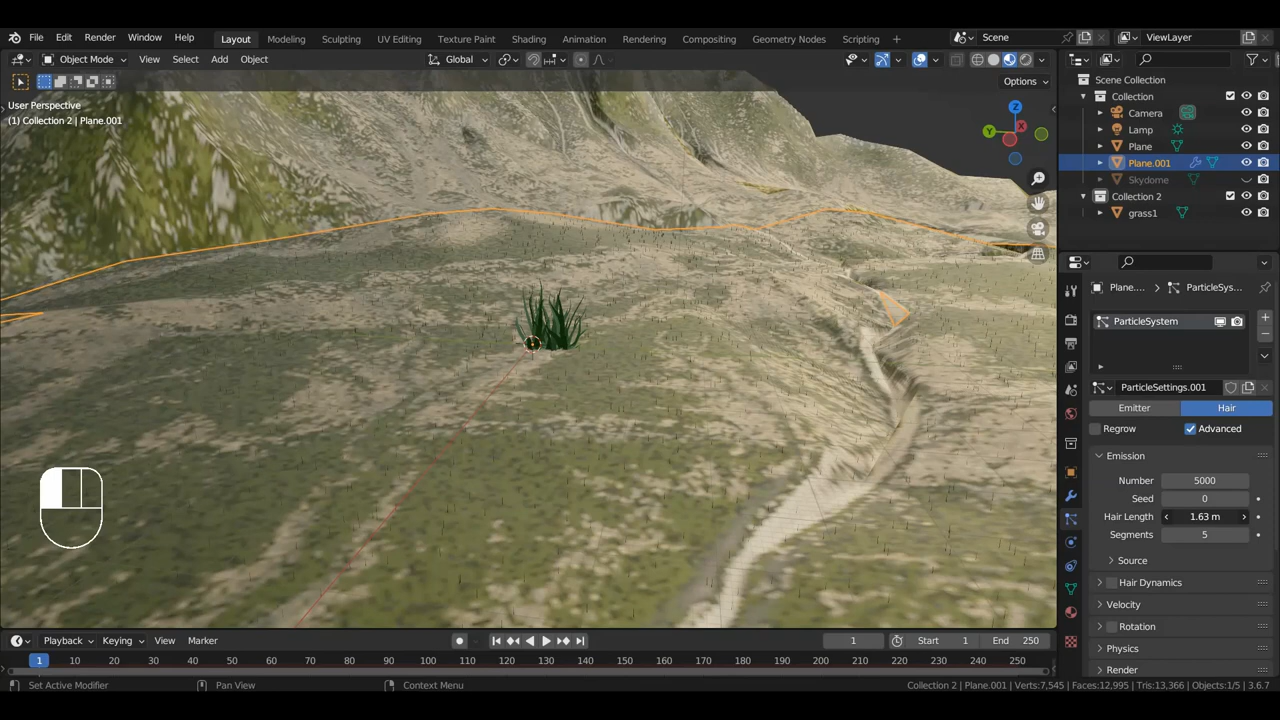 File Edit Render Window Help Layout Modeling Sculpting UV Editing Texture Paint Shading Animation Rendering Compositing Geometry Nodes Scripting + Scene ViewLayer
Object Mode View Select Add Object Global
Options
User Perspective
(1) Collection 2 | Plane.001
Z
Y
X
Scene Collection
Collection
Camera
Lamp
Plane
Plane.001
Skydome
Collection 2
grass1
Plane.... > ParticleSys...
ParticleSystem
ParticleSettings.001
Emitter Hair
Regrow Advanced
Emission
Number 5000
Seed 0
Hair Length 1.63 m
Segments 5
Source
Hair Dynamics
Velocity
Rotation
Physics
Render
Playback Keying View Marker 1 Start 1 End 250
1 10 20 30 40 50 60 70 80 90 100 110 120 130 140 150 160 170 180 190 200 210 220 230 240 250
Set Active Modifier Pan View Context Menu Collection 2 | Plane.001 | Verts:7,545 | Faces:12,995 | Tris:13,366 | Objects:1/5 | 3.6.7